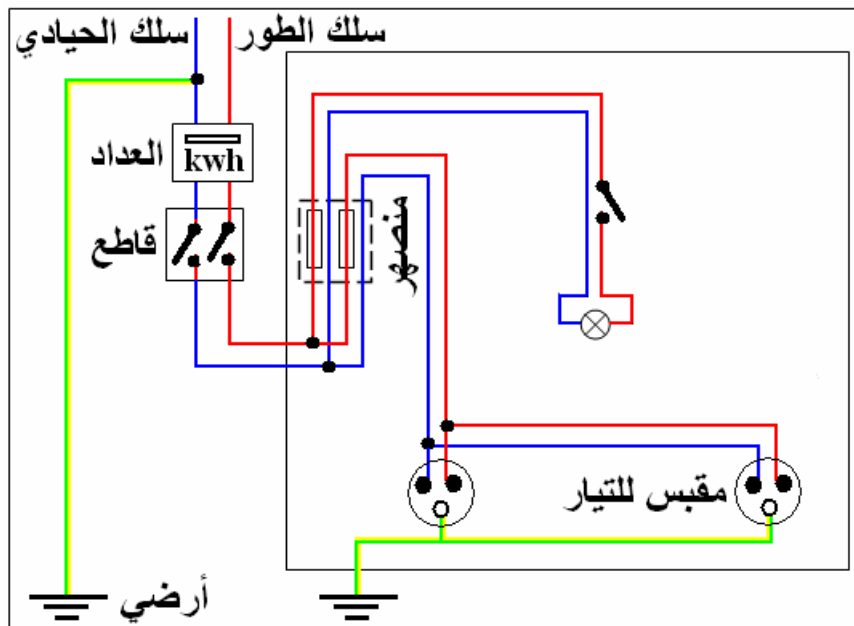 سلك الطور
سلك الحيادي
العداد
kwh
قاطع
منصهر
مقبس للتيار
أرضي